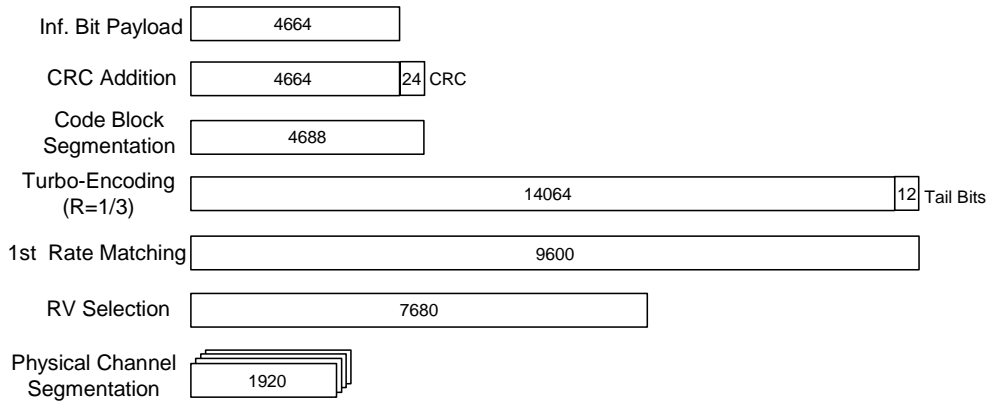 Inf. Bit Payload 4664
CRC Addition 4664 24 CRC
Code Block
Segmentation 4688
Turbo-Encoding
(R=1/3) 14064 12 Tail Bits
1st Rate Matching 9600
RV Selection 7680
Physical Channel
Segmentation 1920